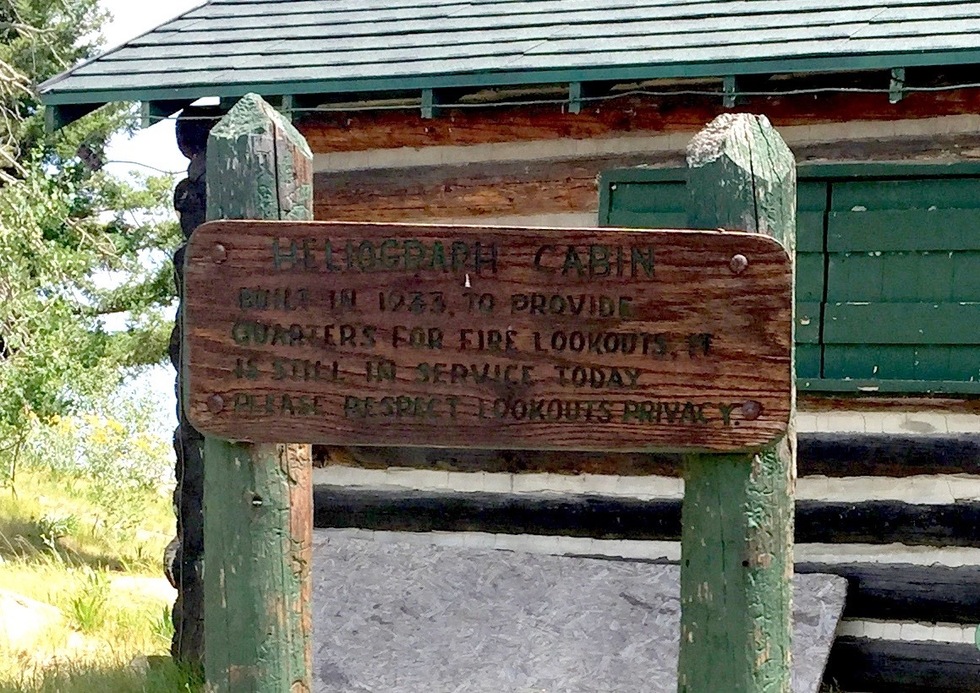 HELIOGRAPH CABIN
BUILT IN 1933, TO PROVIDE
QUARTERS FOR FIRE LOOKOUTS. IT
IS STILL IN SERVICE TODAY
PLEASE RESPECT LOOKOUTS PRIVACY.